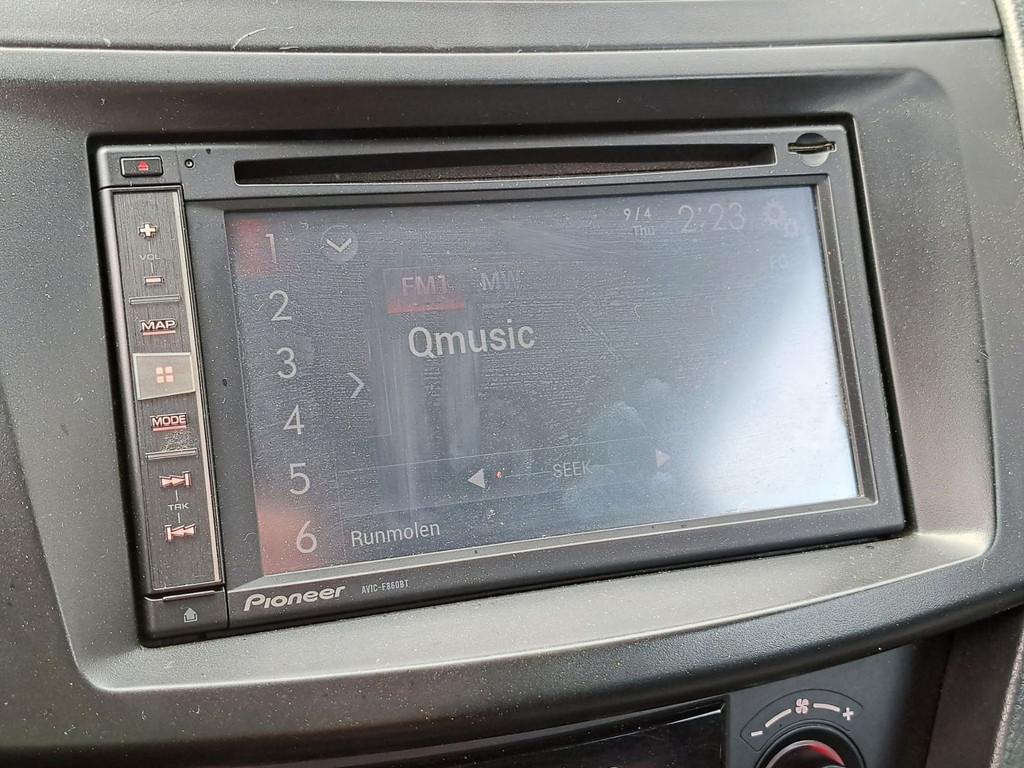 9/4
Thu
2:23
1
FM1 MW
2
Qmusic
3
4
5
SEEK
6
Runmolen
+
VOL
-
MAP
MODE
TRK
Pioneer AVIC-F860BT
- +